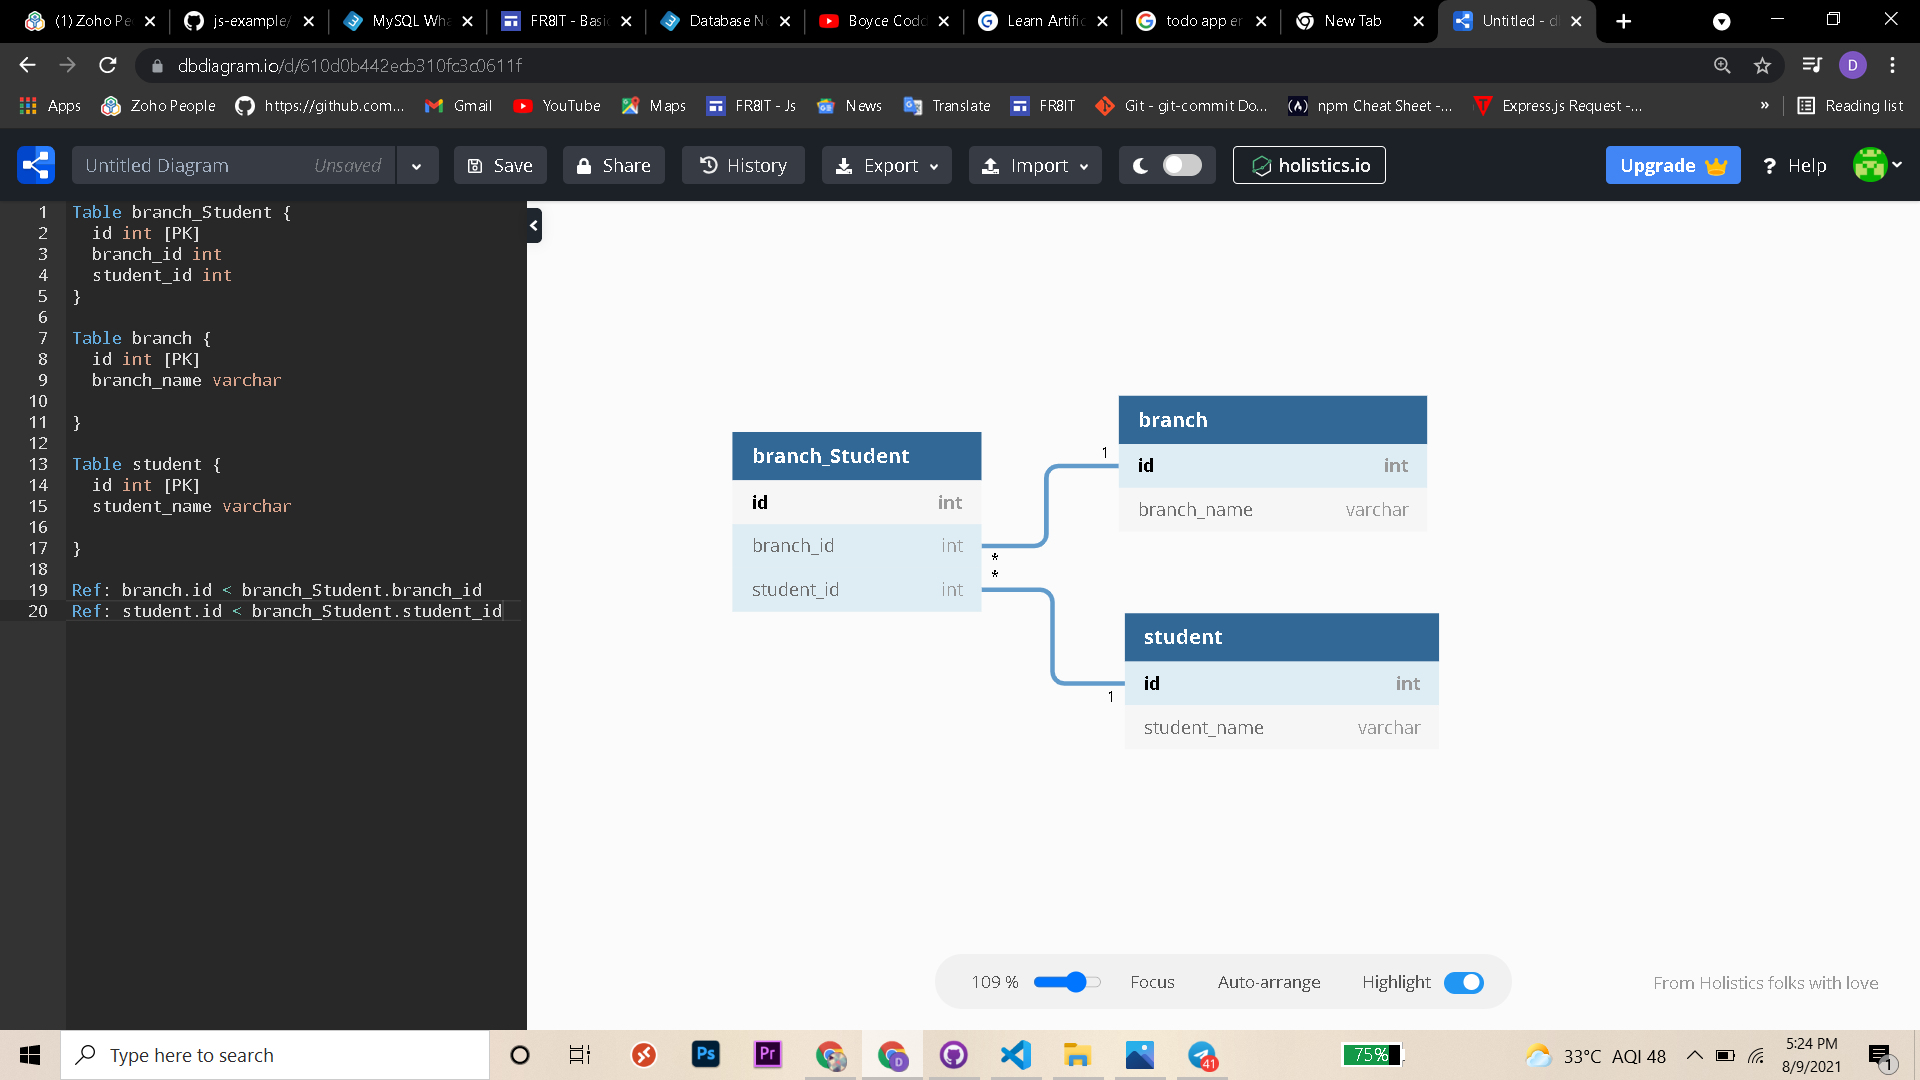 (1) Zoho Pe
js-example/
MySQL Wha
FR8IT - Basic
Database N
Boyce Codd
Learn Artific
todo app er
New Tab
Untitled - d
dbdiagram.io/d/610d0b442ecb310fc3c0611f
D
Apps
Zoho People
https://github.com...
Gmail
YouTube
Maps
FR8IT - Js
News
Translate
FR8IT
Git - git-commit Do...
npm Cheat Sheet -...
Express.js Request -...
»
Reading list
Untitled Diagram
Unsaved
Save
Share
History
Export
Import
holistics.io
Upgrade
? Help
1 Table branch_Student {
2 id int [PK]
3 branch_id int
4 student_id int
5 }
6
7 Table branch {
8 id int [PK]
9 branch_name varchar
10
11 }
12
13 Table student {
14 id int [PK]
15 student_name varchar
16
17 }
18
19 Ref: branch.id < branch_Student.branch_id
20 Ref: student.id < branch_Student.student_id
branch_Student
id int
branch_id int
student_id int
*
*
1
branch
id int
branch_name varchar
1
student
id int
student_name varchar
109 %
Focus
Auto-arrange
Highlight
From Holistics folks with love
Type here to search
Ps
Pr
D
41
75%
33°C AQI 48
5:24 PM
8/9/2021
1